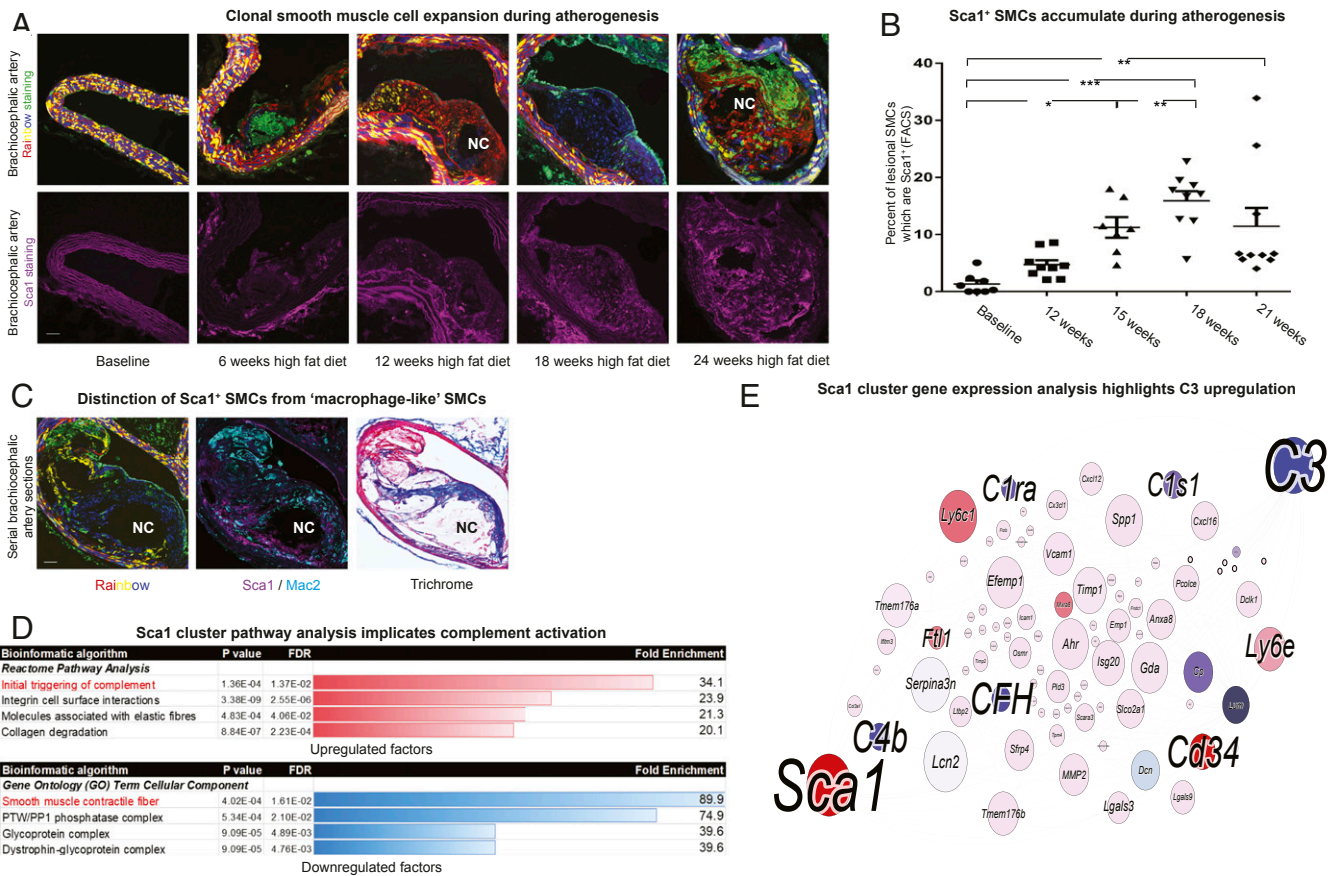 A
Clonal smooth muscle cell expansion during atherogenesis
Brachiocephalic artery
Rainbow staining
NC
NC
Brachiocephalic artery
Sca1 staining
Baseline
6 weeks high fat diet
12 weeks high fat diet
18 weeks high fat diet
24 weeks high fat diet
B
Sca1⁺ SMCs accumulate during atherogenesis
Percent of lesional SMCs
which are Sca1⁺ (FACS)
40
30
20
10
0
**
***
*
**
Baseline
12 weeks
15 weeks
18 weeks
21 weeks
C
Distinction of Sca1⁺ SMCs from ‘macrophage-like’ SMCs
Serial brachiocephalic
artery sections
NC
NC
NC
Rainbow
Sca1 / Mac2
Trichrome
D
Sca1 cluster pathway analysis implicates complement activation
Bioinformatic algorithm P value FDR Fold Enrichment
Reactome Pathway Analysis
Initial triggering of complement 1.36E-04 1.37E-02 34.1
Integrin cell surface interactions 3.38E-09 2.55E-06 23.9
Molecules associated with elastic fibres 4.83E-04 4.06E-02 21.3
Collagen degradation 8.84E-07 2.23E-04 20.1
Upregulated factors
Bioinformatic algorithm P value FDR Fold Enrichment
Gene Ontology (GO) Term Cellular Component
Smooth muscle contractile fiber 4.02E-04 1.61E-02 89.9
PTW/PP1 phosphatase complex 5.34E-04 2.10E-02 74.9
Glycoprotein complex 9.09E-05 4.89E-03 39.6
Dystrophin-glycoprotein complex 9.09E-05 4.76E-03 39.6
Downregulated factors
E
Sca1 cluster gene expression analysis highlights C3 upregulation
C3
C1ra
Cxcl12
C1s1
Ly6c1
Cx3cl1
Spp1
Cxcl16
Vcam1
Efemp1
Timp1
Pcolce
Tmem176a
Dclk1
Icam1
Emp1
Anxa8
Ftl1
Ahr
Ly6e
Osmr
Isg20
Gda
Serpina3n
Timp2
Pld3
Cp
CFH
Ltbp2
Scara3
Slco2a1
C4b
Sfrp4
Cd34
Lcn2
MMP2
Dcn
Sca1
Lgals3
Lgals9
Tmem176b